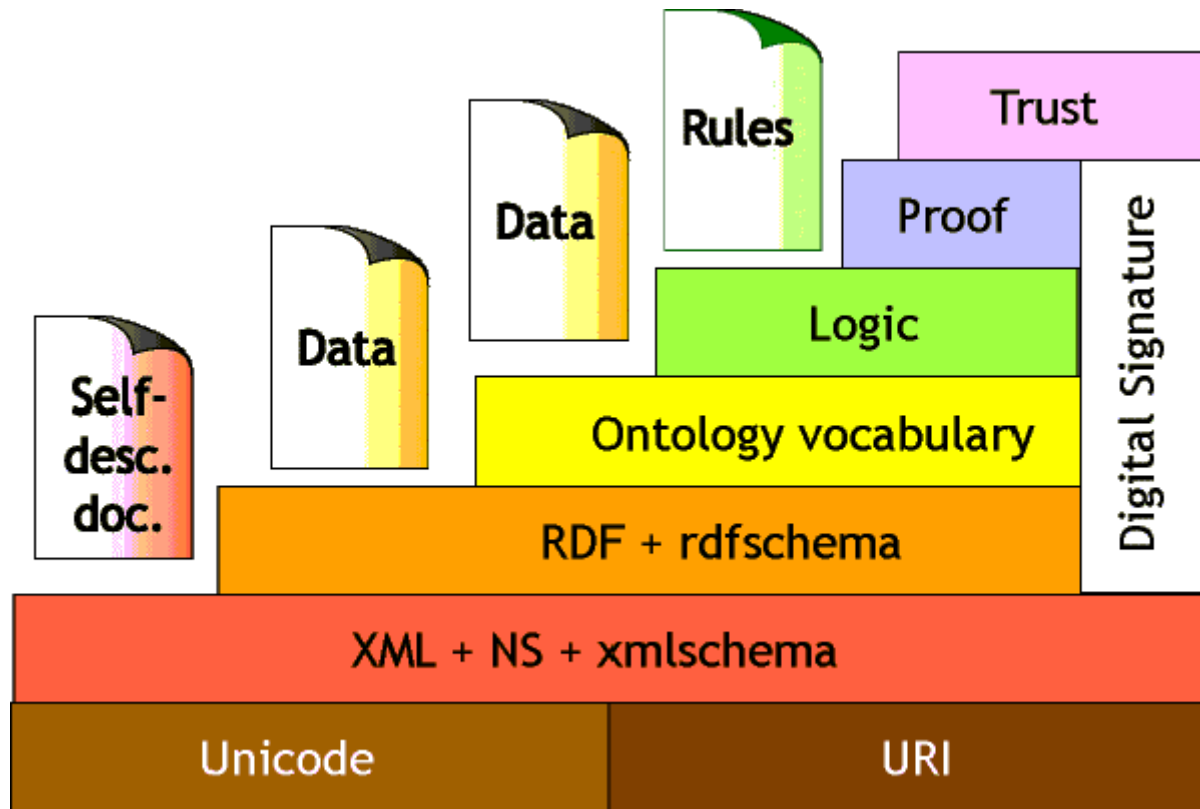 Rules
Trust
Data
Proof
Data
Logic
Self-
desc.
doc.
Ontology vocabulary
Digital Signature
RDF + rdfschema
XML + NS + xmlschema
Unicode
URI